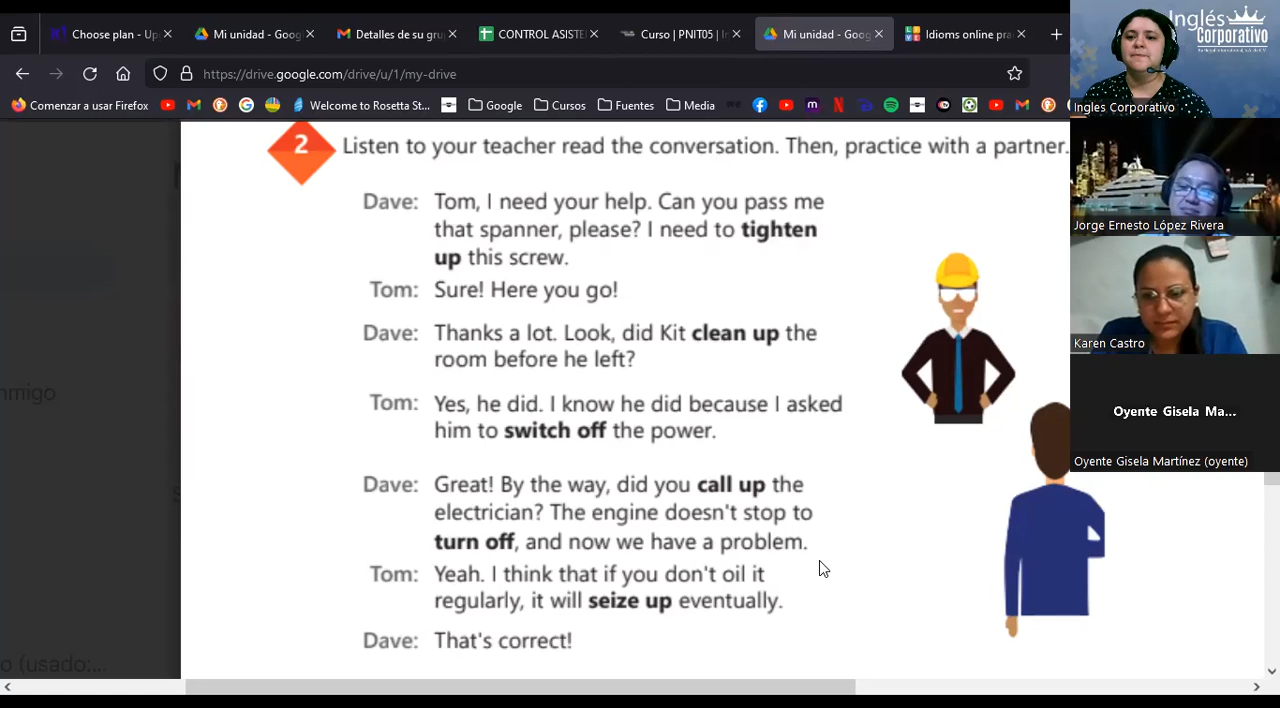 Choose plan - Up
Mi unidad - Goog
Detalles de su gru
CONTROL ASISTE
Curso | PNIT05 | In
Mi unidad - Goog
Idioms online pra
https://drive.google.com/drive/u/1/my-drive
Comenzar a usar Firefox
Welcome to Rosetta St...
Google
Cursos
Fuentes
Media
2
Listen to your teacher read the conversation. Then, practice with a partner.
Dave: Tom, I need your help. Can you pass me
that spanner, please? I need to tighten
up this screw.
Tom: Sure! Here you go!
Dave: Thanks a lot. Look, did Kit clean up the
room before he left?
Tom: Yes, he did. I know he did because I asked
him to switch off the power.
Dave: Great! By the way, did you call up the
electrician? The engine doesn't stop to
turn off, and now we have a problem.
Tom: Yeah. I think that if you don't oil it
regularly, it will seize up eventually.
Dave: That's correct!
nmigo
o (usado:...
Inglés
Corporativo
Ingles Corporativo
Jorge Ernesto López Rivera
Karen Castro
Oyente Gisela Ma...
Oyente Gisela Martínez (oyente)